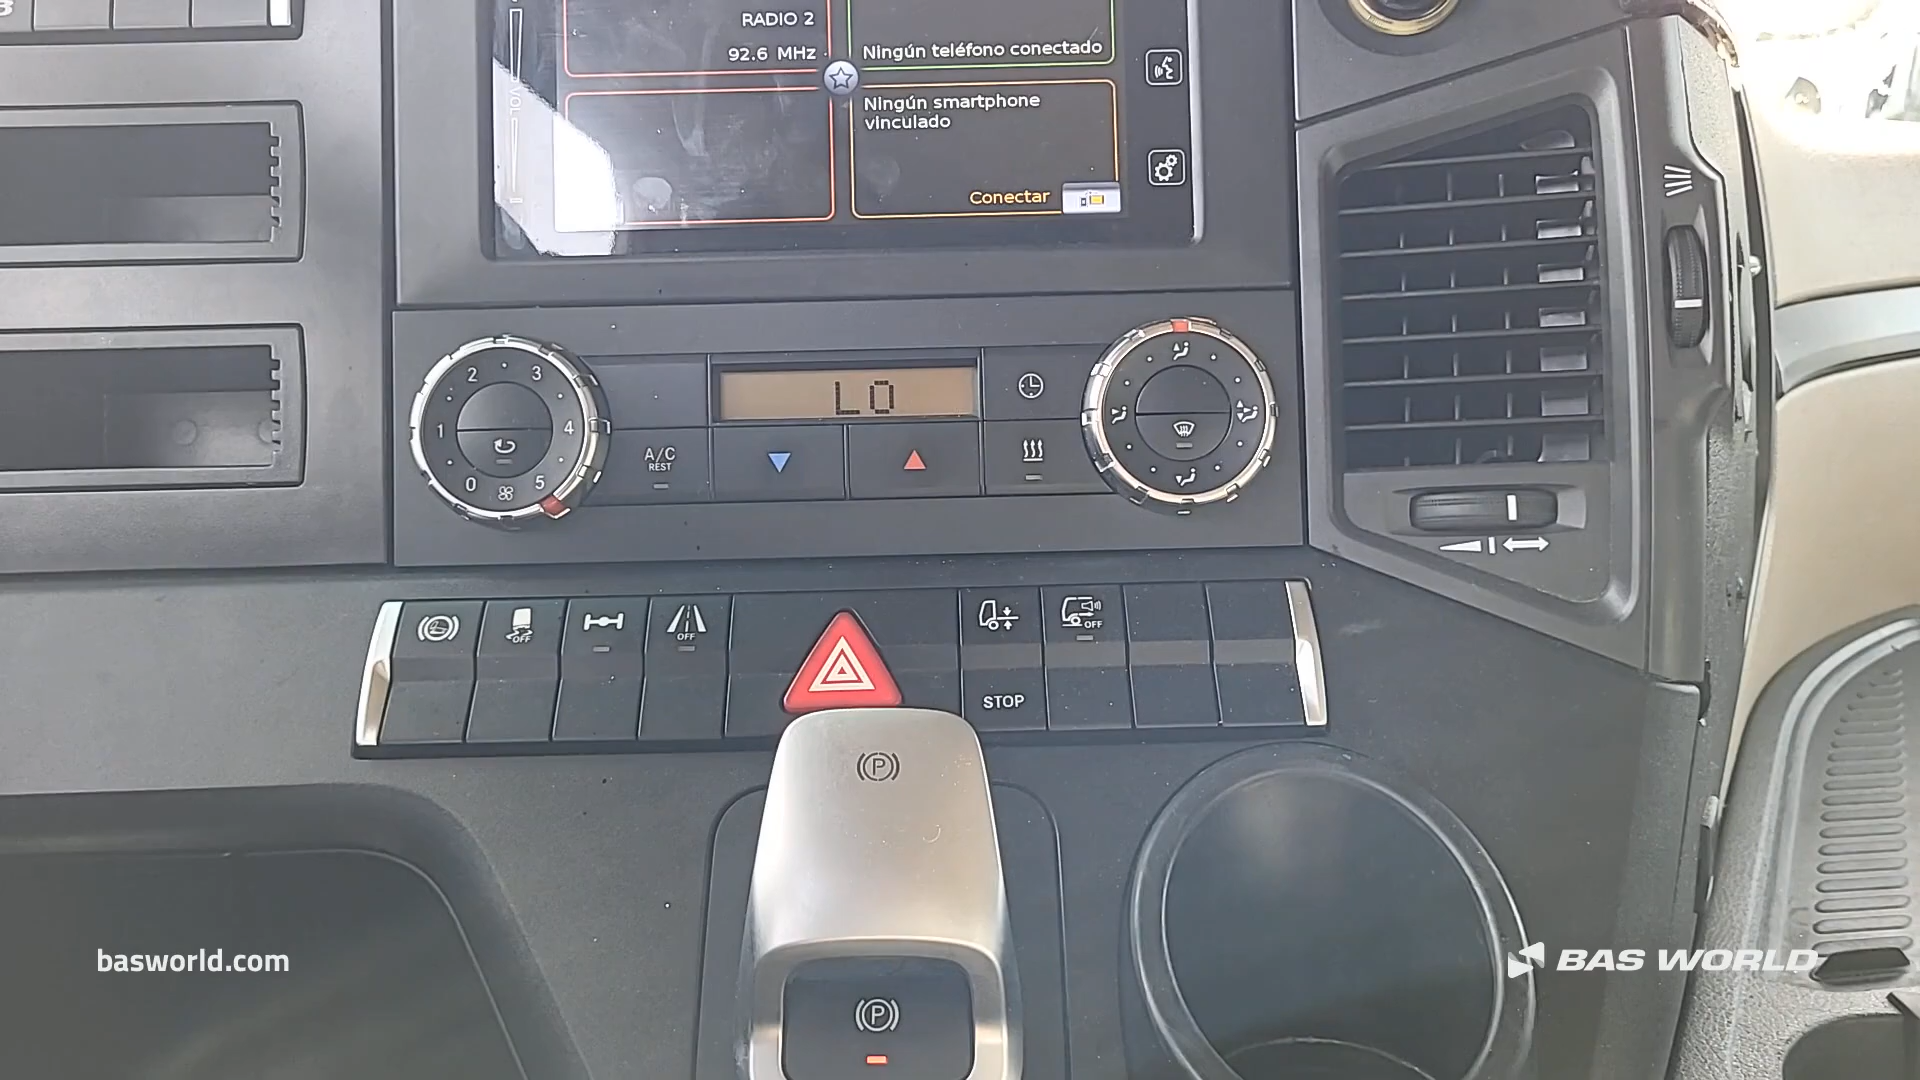 RADIO 2
92.6 MHz
Ningún teléfono conectado
Ningún smartphone
vinculado
Conectar
VOL
2 3
1 4
0 5
LO
A/C
REST
OFF
OFF
OFF
STOP
P
P
basworld.com
BAS WORLD